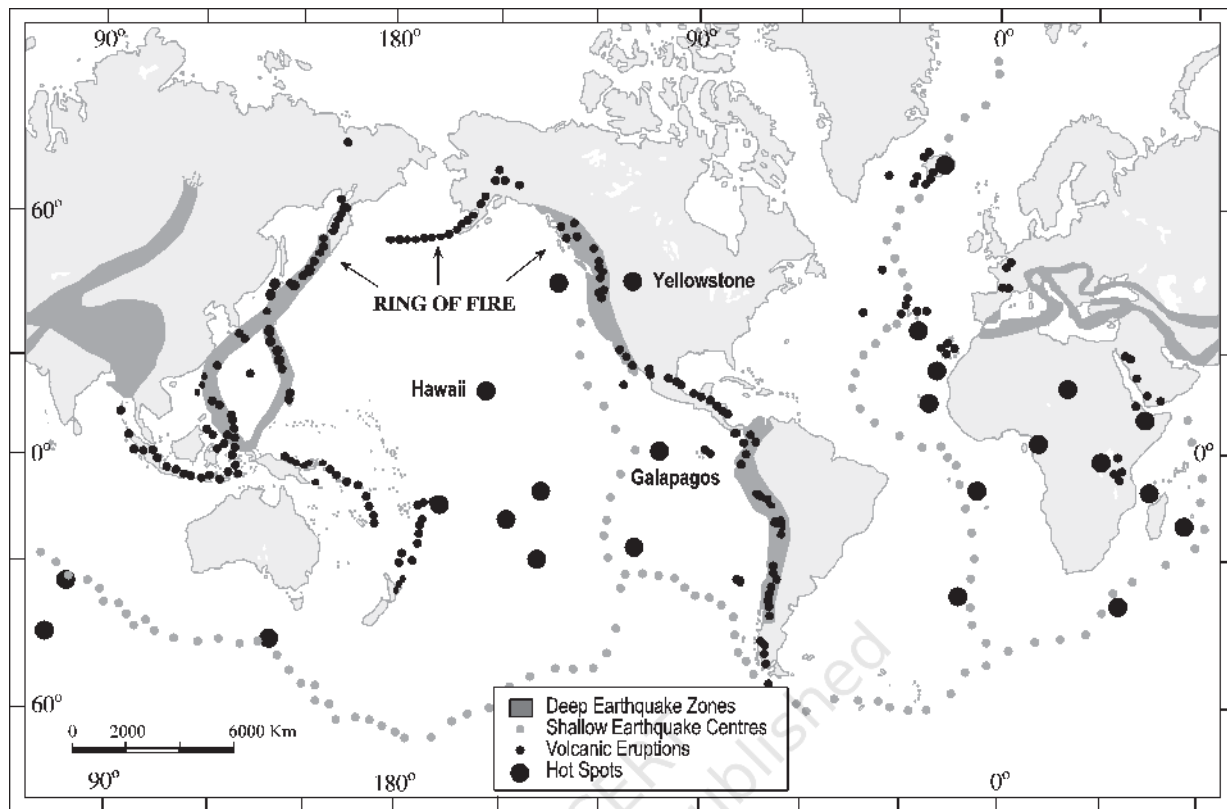 90° 180° 90° 0°
60°
Yellowstone
RING OF FIRE
Hawaii
0° 0°
Galapagos
60°
Deep Earthquake Zones
Shallow Earthquake Centres
Volcanic Eruptions
Hot Spots
0 2000 6000 Km
90° 180° 0°